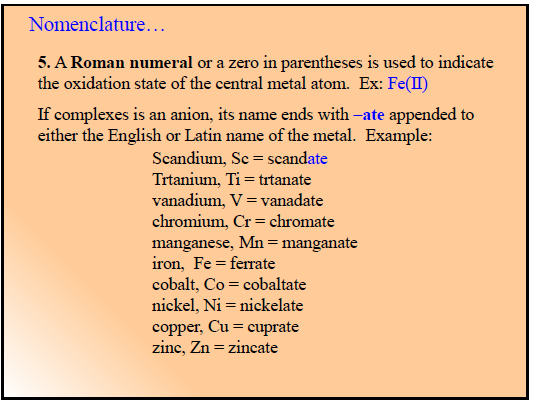 Nomenclature…
5. A Roman numeral or a zero in parentheses is used to indicate
the oxidation state of the central metal atom. Ex: Fe(II)
If complexes is an anion, its name ends with –ate appended to
either the English or Latin name of the metal. Example:
Scandium, Sc = scandate
Trtanium, Ti = trtanate
vanadium, V = vanadate
chromium, Cr = chromate
manganese, Mn = manganate
iron, Fe = ferrate
cobalt, Co = cobaltate
nickel, Ni = nickelate
copper, Cu = cuprate
zinc, Zn = zincate